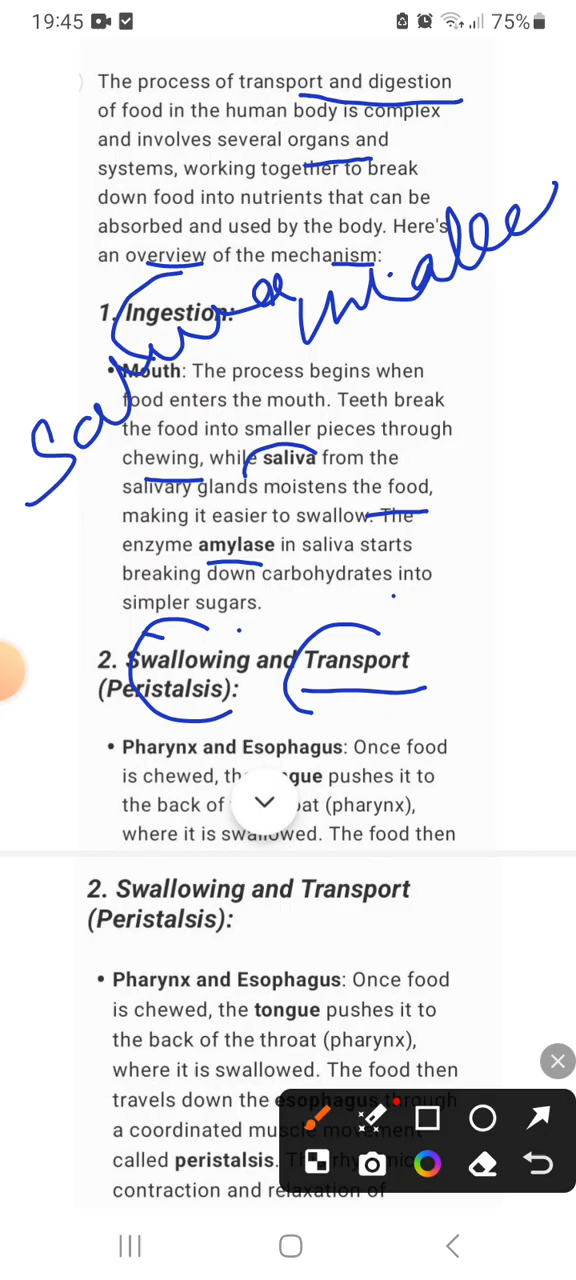 19:45
75%
The process of transport and digestion
of food in the human body is complex
and involves several organs and
systems, working together to break
down food into nutrients that can be
absorbed and used by the body. Here's
an overview of the mechanism:
1. Ingestion:
• Mouth: The process begins when
food enters the mouth. Teeth break
the food into smaller pieces through
chewing, while saliva from the
salivary glands moistens the food,
making it easier to swallow. The
enzyme amylase in saliva starts
breaking down carbohydrates into
simpler sugars.
2. Swallowing and Transport
(Peristalsis):
• Pharynx and Esophagus: Once food
is chewed, the tongue pushes it to
the back of throat (pharynx),
where it is swallowed. The food then
2. Swallowing and Transport
(Peristalsis):
• Pharynx and Esophagus: Once food
is chewed, the tongue pushes it to
the back of the throat (pharynx),
where it is swallowed. The food then
travels down the esophagus through
a coordinated muscle movement
called peristalsis. The rhythmic
contraction and relaxation of